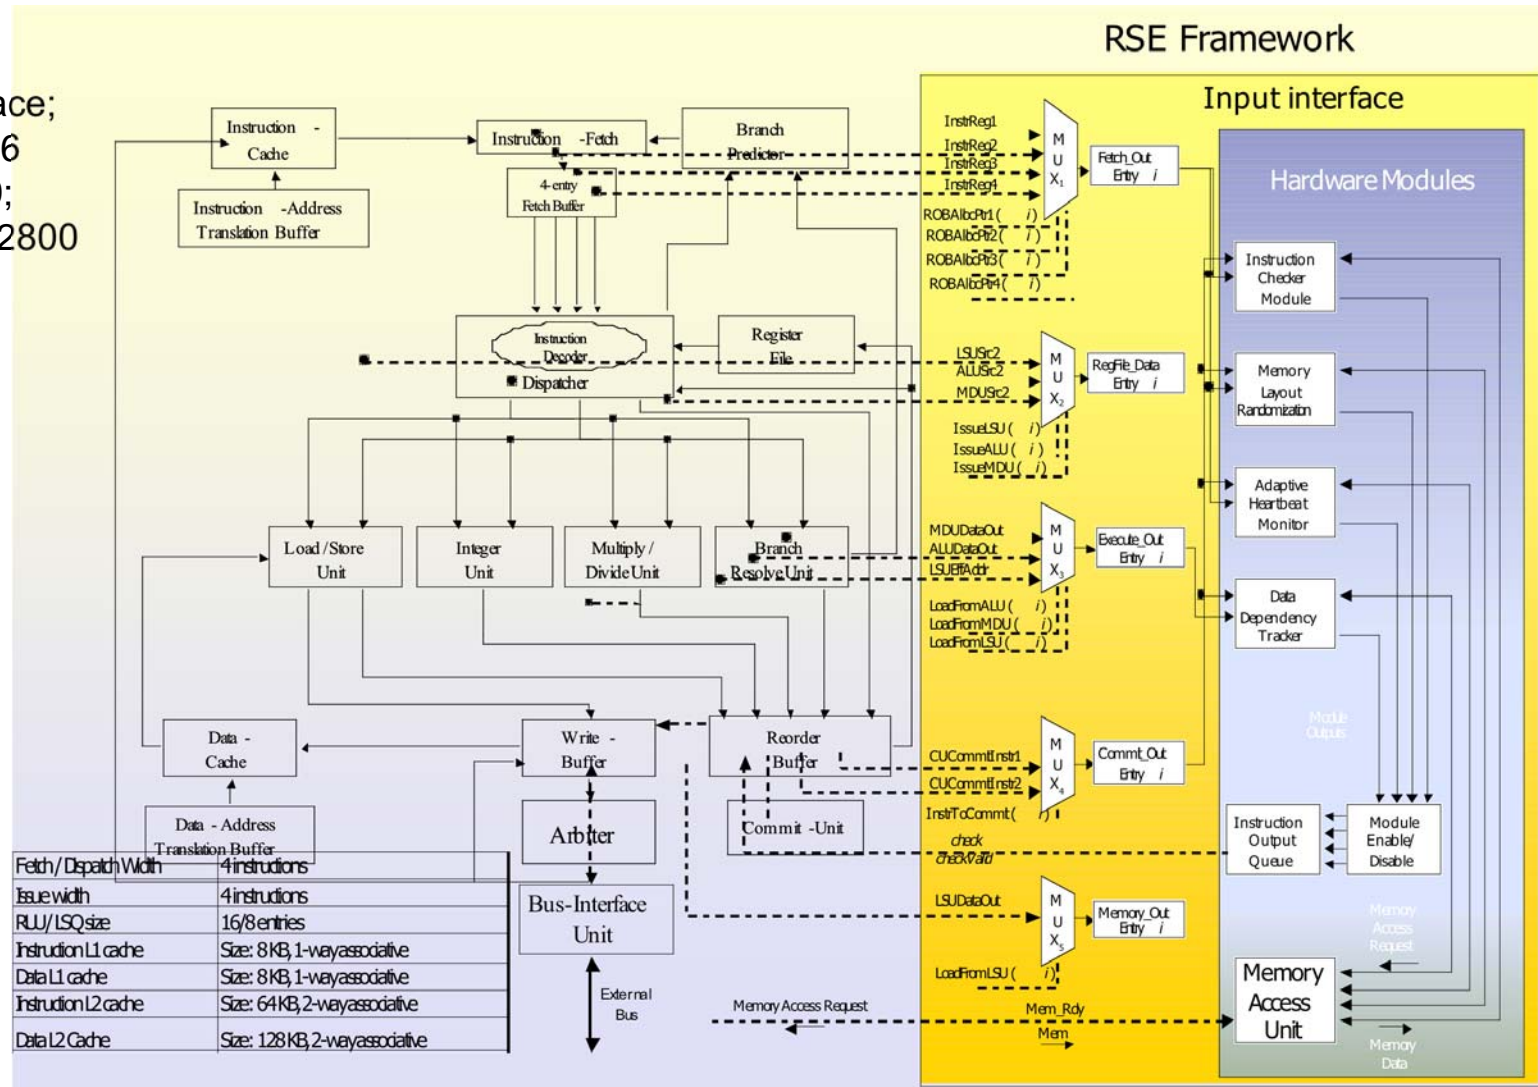 RSE Framework
Input interface
Hardware Modules
ace;
6
);
2800
Instruction -
Cache
Instruction -Address
Translation Buffer
Instruction -Fetch
Branch
Predictor
4-entry
Fetch Buffer
Instruction
Decoder
Dispatcher
Register
File
Load /Store
Unit
Integer
Unit
Multiply /
Divide Unit
Branch
Resolve Unit
Data -
Cache
Write -
Buffer
Reorder
Buffer
Data - Address
Translation Buffer
Arbiter
Commit -Unit
Bus-Interface
Unit
External
Bus
Fetch / Dispatch Width 4 instructions
Issue width 4 instructions
RUU/ LSQ size 16/8 entries
Instruction L1 cache Size: 8 KB, 1-way associative
Data L1 cache Size: 8 KB, 1-way associative
Instruction L2 cache Size: 64 KB, 2-way associative
Data L2 Cache Size: 128 KB, 2-way associative
InstrReg1
InstrReg2
InstrReg3
InstrReg4
M
U
X1
Fetch_Out
Entry i
ROBAllocPtr1 ( i )
ROBAllocPtr2 ( i )
ROBAllocPtr3 ( i )
ROBAllocPtr4 ( i )
LSUSrc2
ALUSrc2
MDUSrc2
M
U
X2
RegFile_Data
Entry i
IssueLSU ( i )
IssueALU ( i )
IssueMDU ( i )
MDUDataOut
ALUDataOut
LSUEffAddr
M
U
X3
Execute_Out
Entry i
LoadFromALU ( i )
LoadFromMDU ( i )
LoadFromLSU ( i )
CUCommitInstr1
CUCommitInstr2
M
U
X4
Commit_Out
Entry i
InstrToCommit ( i )
check
checkValid
LSUDataOut
M
U
X5
Memory_Out
Entry i
LoadFromLSU ( i )
Memory Access Request
Mem_Rdy
Mem
Instruction
Checker
Module
Memory
Layout
Randomization
Adaptive
Heartbeat
Monitor
Data
Dependency
Tracker
Module
Outputs
Instruction
Output
Queue
Module
Enable/
Disable
Memory
Access
Request
Memory
Access
Unit
Memory
Data